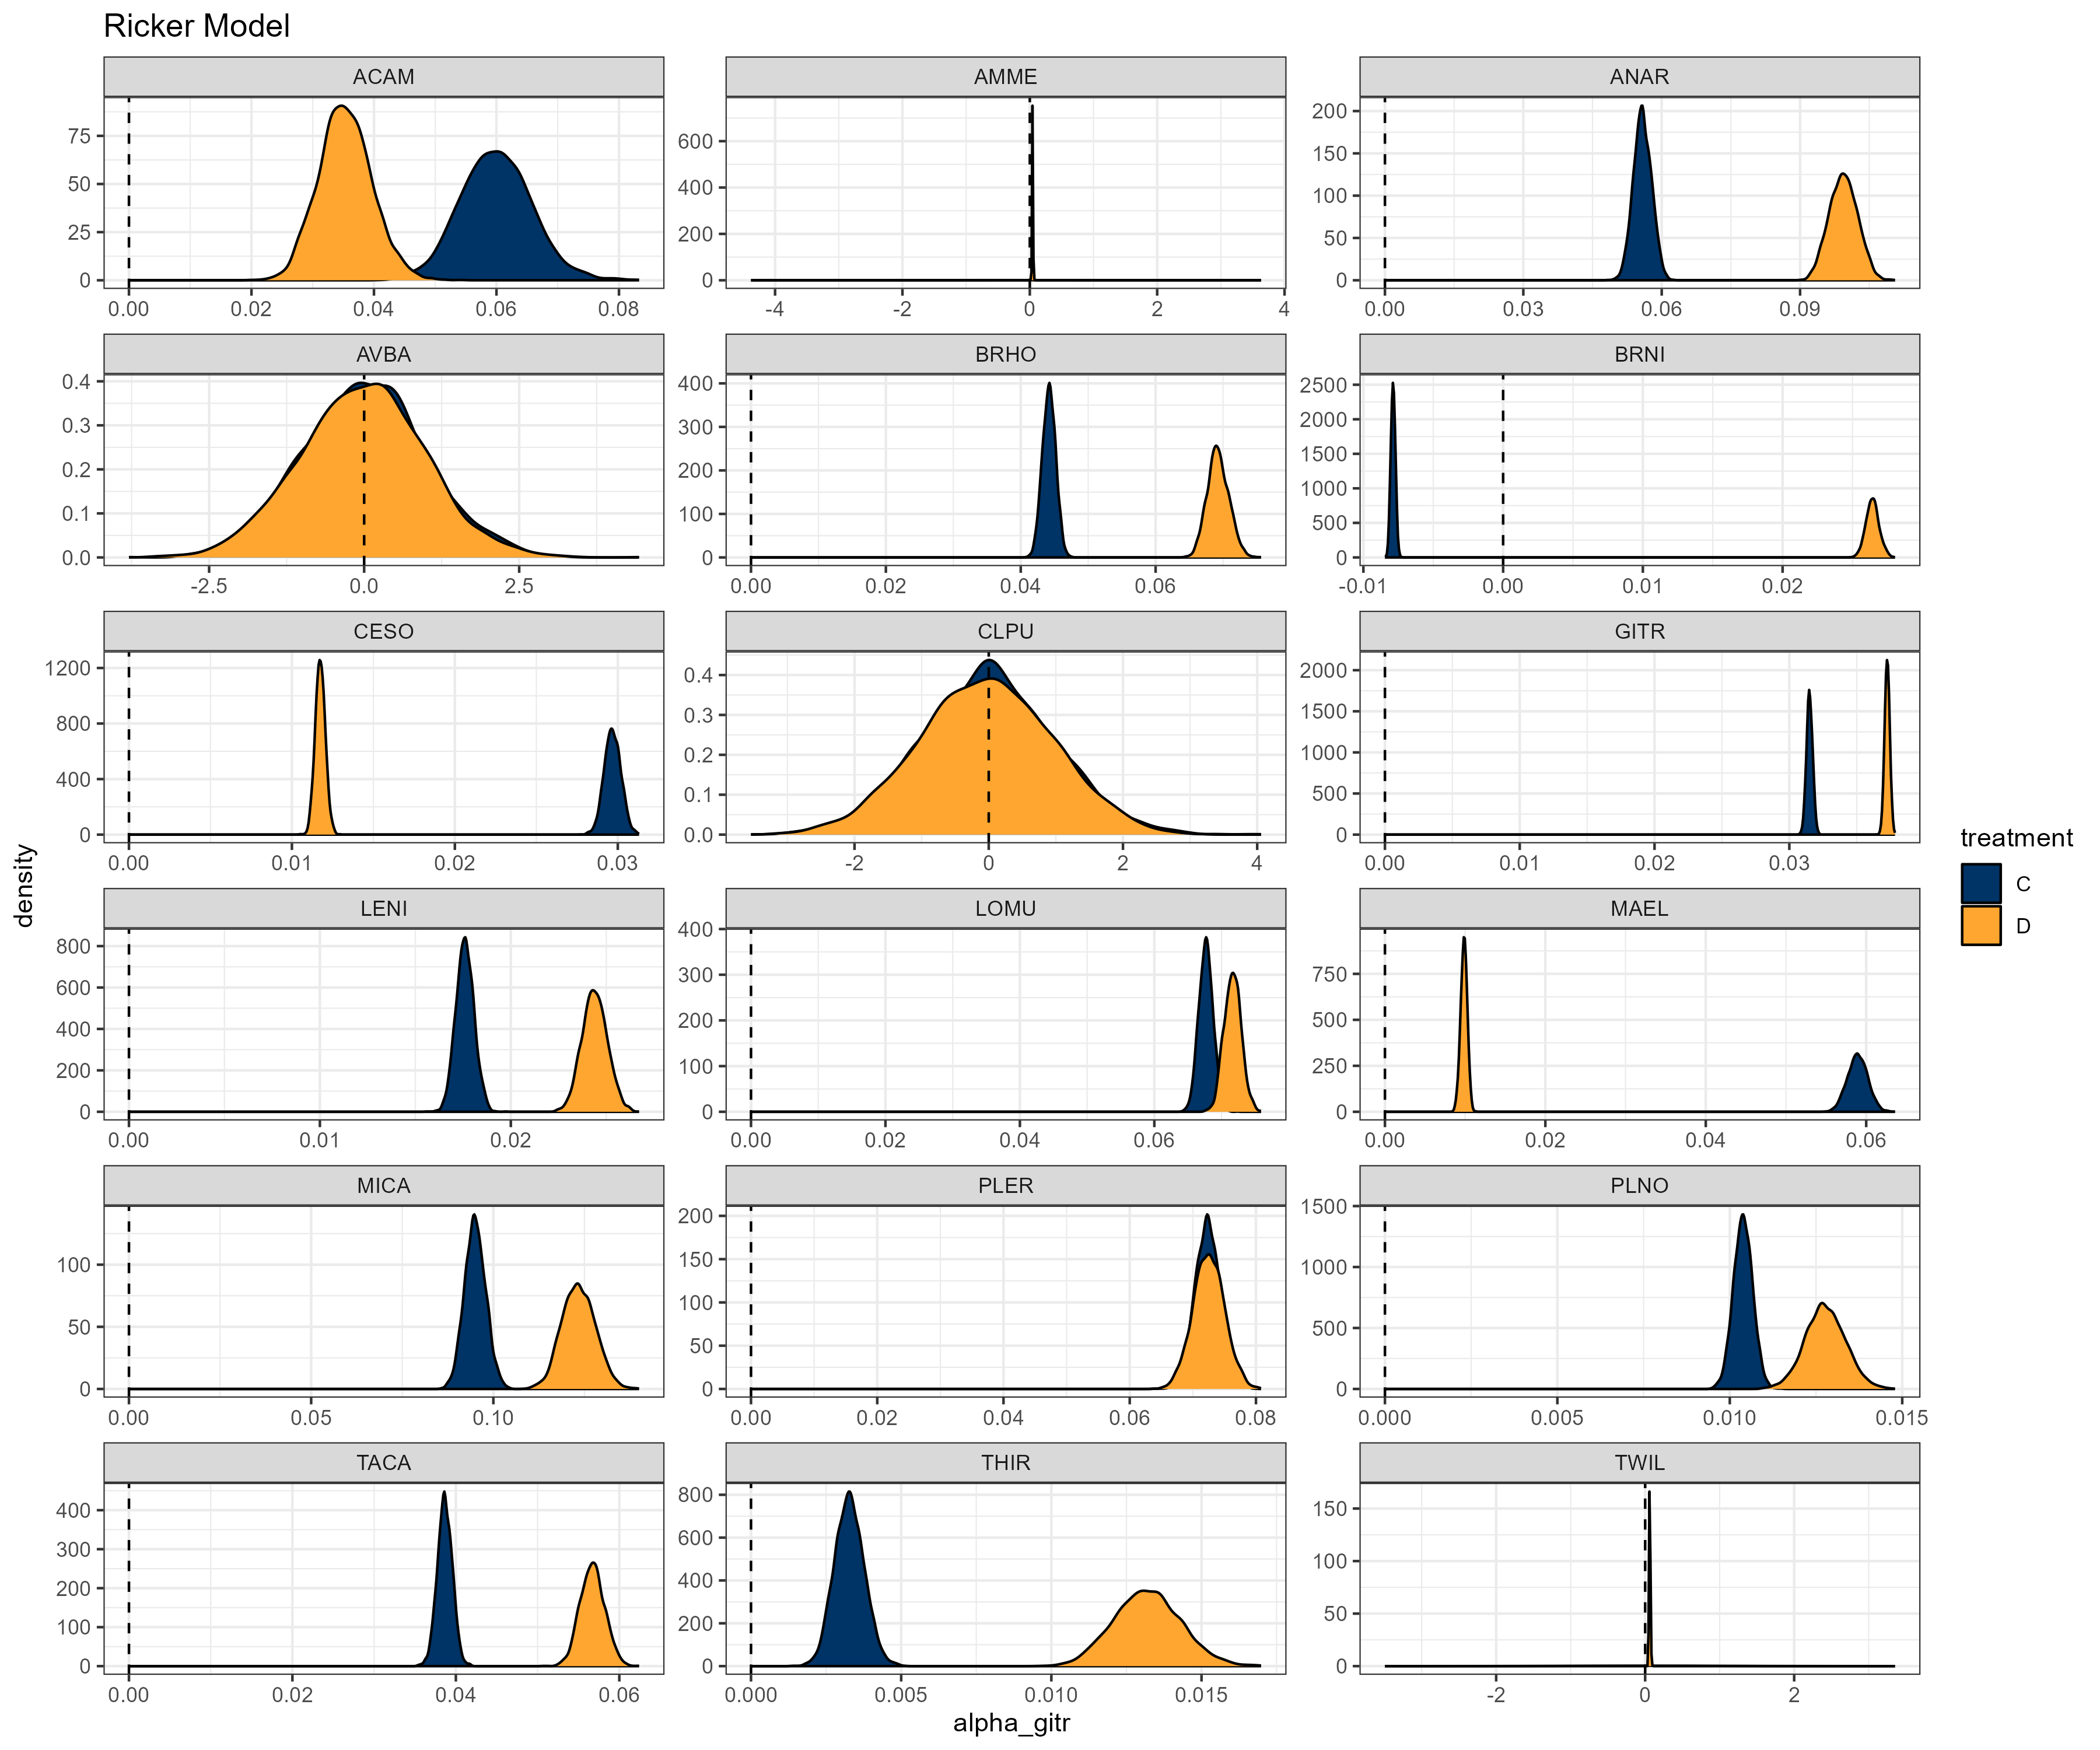 Ricker Model
ACAM
AMME
ANAR
75
50
25
0
0.00 0.02 0.04 0.06 0.08
600
400
200
0
-4 -2 0 2 4
200
150
100
50
0
0.00 0.03 0.06 0.09
AVBA
BRHO
BRNI
0.4
0.3
0.2
0.1
0.0
-2.5 0.0 2.5
400
300
200
100
0
0.00 0.02 0.04 0.06
2500
2000
1500
1000
500
0
-0.01 0.00 0.01 0.02
CESO
CLPU
GITR
1200
800
400
0
0.00 0.01 0.02 0.03
0.4
0.3
0.2
0.1
0.0
-2 0 2 4
2000
1500
1000
500
0
0.00 0.01 0.02 0.03
LENI
LOMU
MAEL
800
600
400
200
0
0.00 0.01 0.02
400
300
200
100
0
0.00 0.02 0.04 0.06
750
500
250
0
0.00 0.02 0.04 0.06
MICA
PLER
PLNO
100
50
0
0.00 0.05 0.10
200
150
100
50
0
0.00 0.02 0.04 0.06 0.08
1500
1000
500
0
0.000 0.005 0.010 0.015
TACA
THIR
TWIL
400
300
200
100
0
0.00 0.02 0.04 0.06
800
600
400
200
0
0.000 0.005 0.010 0.015
150
100
50
0
-2 0 2
density
alpha_gitr
treatment
C
D